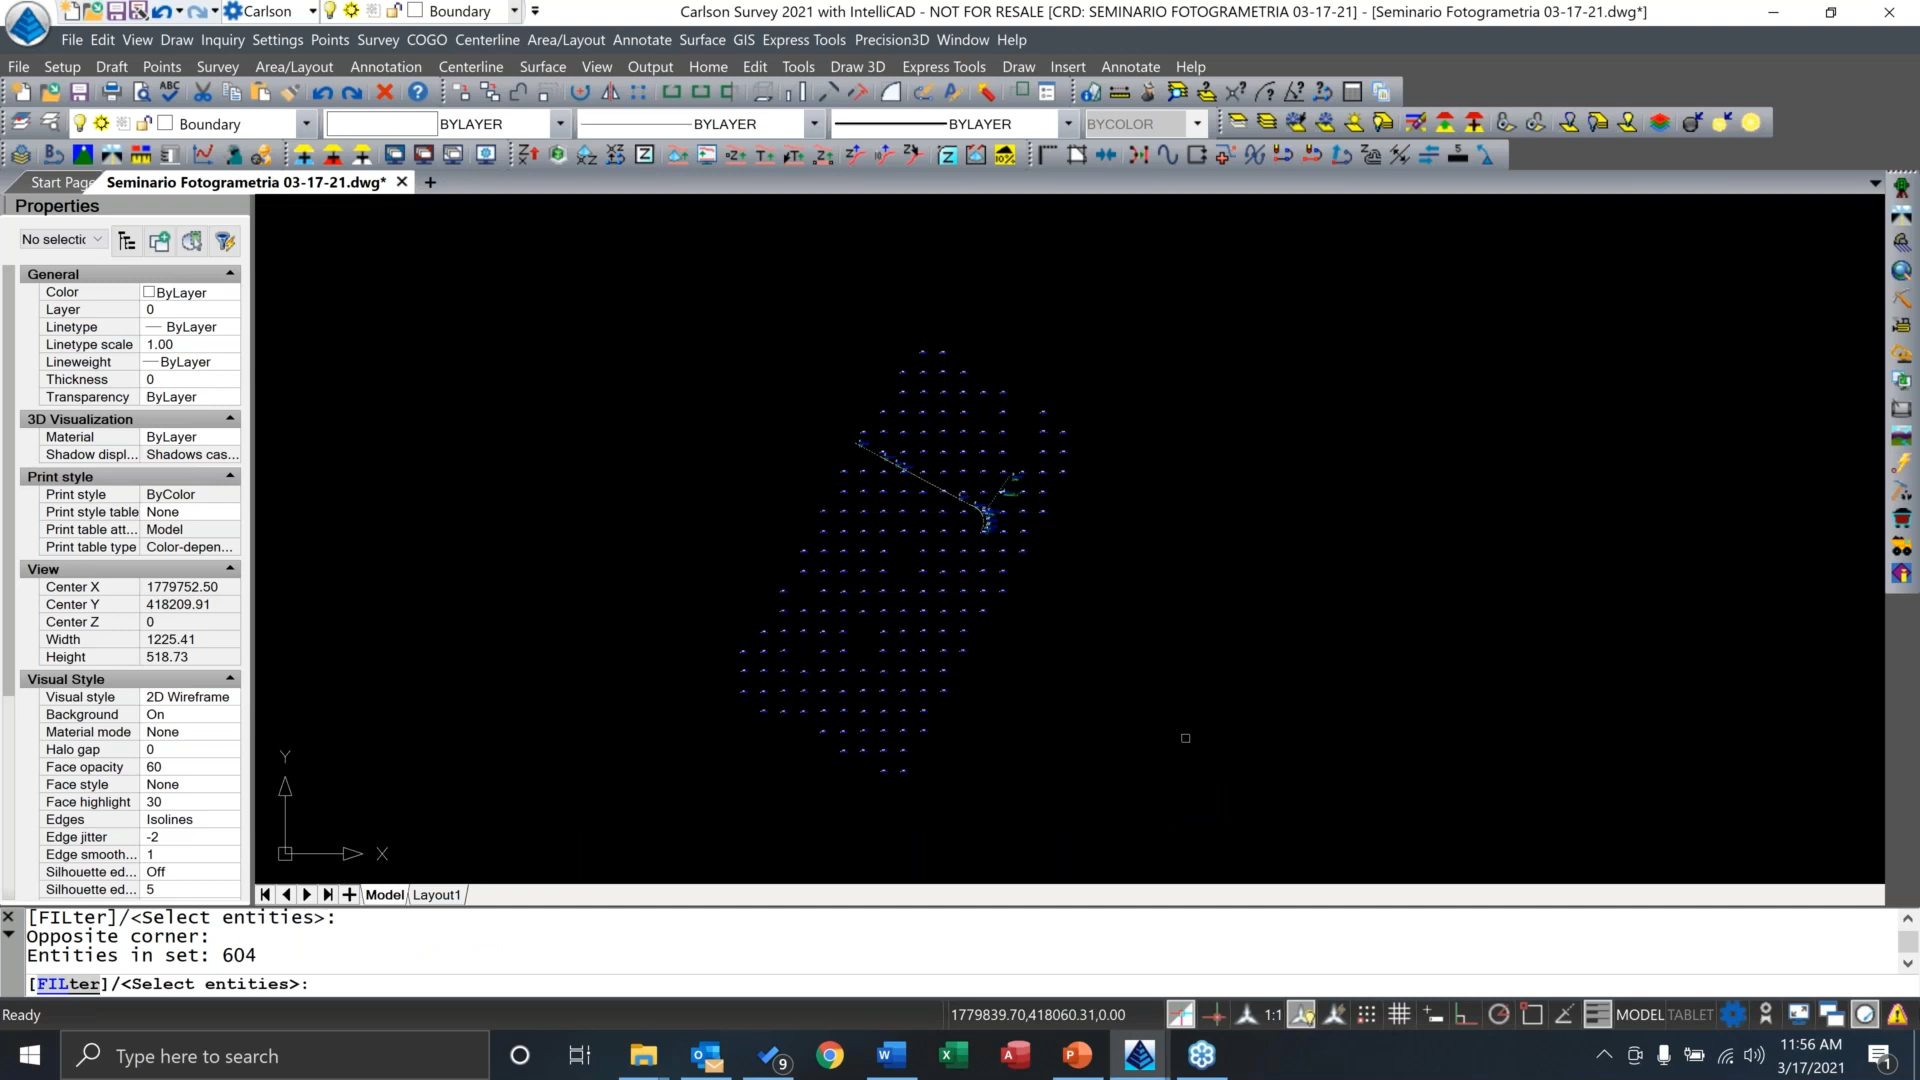 Carlson
Boundary
Carlson Survey 2021 with IntelliCAD - NOT FOR RESALE [CRD: SEMINARIO FOTOGRAMETRIA 03-17-21] - [Seminario Fotogrametria 03-17-21.dwg*]
File Edit View Draw Inquiry Settings Points Survey COGO Centerline Area/Layout Annotate Surface GIS Express Tools Precision3D Window Help
File Setup Draft Points Survey Area/Layout Annotation Centerline Surface View Output Home Edit Tools Draw 3D Express Tools Draw Insert Annotate Help
ABC
Boundary BYLAYER BYLAYER BYLAYER BYCOLOR
Start Page Seminario Fotogrametria 03-17-21.dwg*
Properties
No selectic
General
Color ByLayer
Layer 0
Linetype ByLayer
Linetype scale 1.00
Lineweight ByLayer
Thickness 0
Transparency ByLayer
3D Visualization
Material ByLayer
Shadow displ... Shadows cas...
Print style
Print style ByColor
Print style table None
Print table att... Model
Print table type Color-depen...
View
Center X 1779752.50
Center Y 418209.91
Center Z 0
Width 1225.41
Height 518.73
Visual Style
Visual style 2D Wireframe
Background On
Material mode None
Halo gap 0
Face opacity 60
Face style None
Face highlight 30
Edges Isolines
Edge jitter -2
Edge smooth... 1
Silhouette ed... Off
Silhouette ed... 5
Y
X
Model Layout1
[FILter]/<Select entities>:
Opposite corner:
Entities in set: 604
[FILter]/<Select entities>:
Ready
1779839.70,418060.31,0.00
1:1
MODEL TABLET
Type here to search
9
11:56 AM
3/17/2021
1